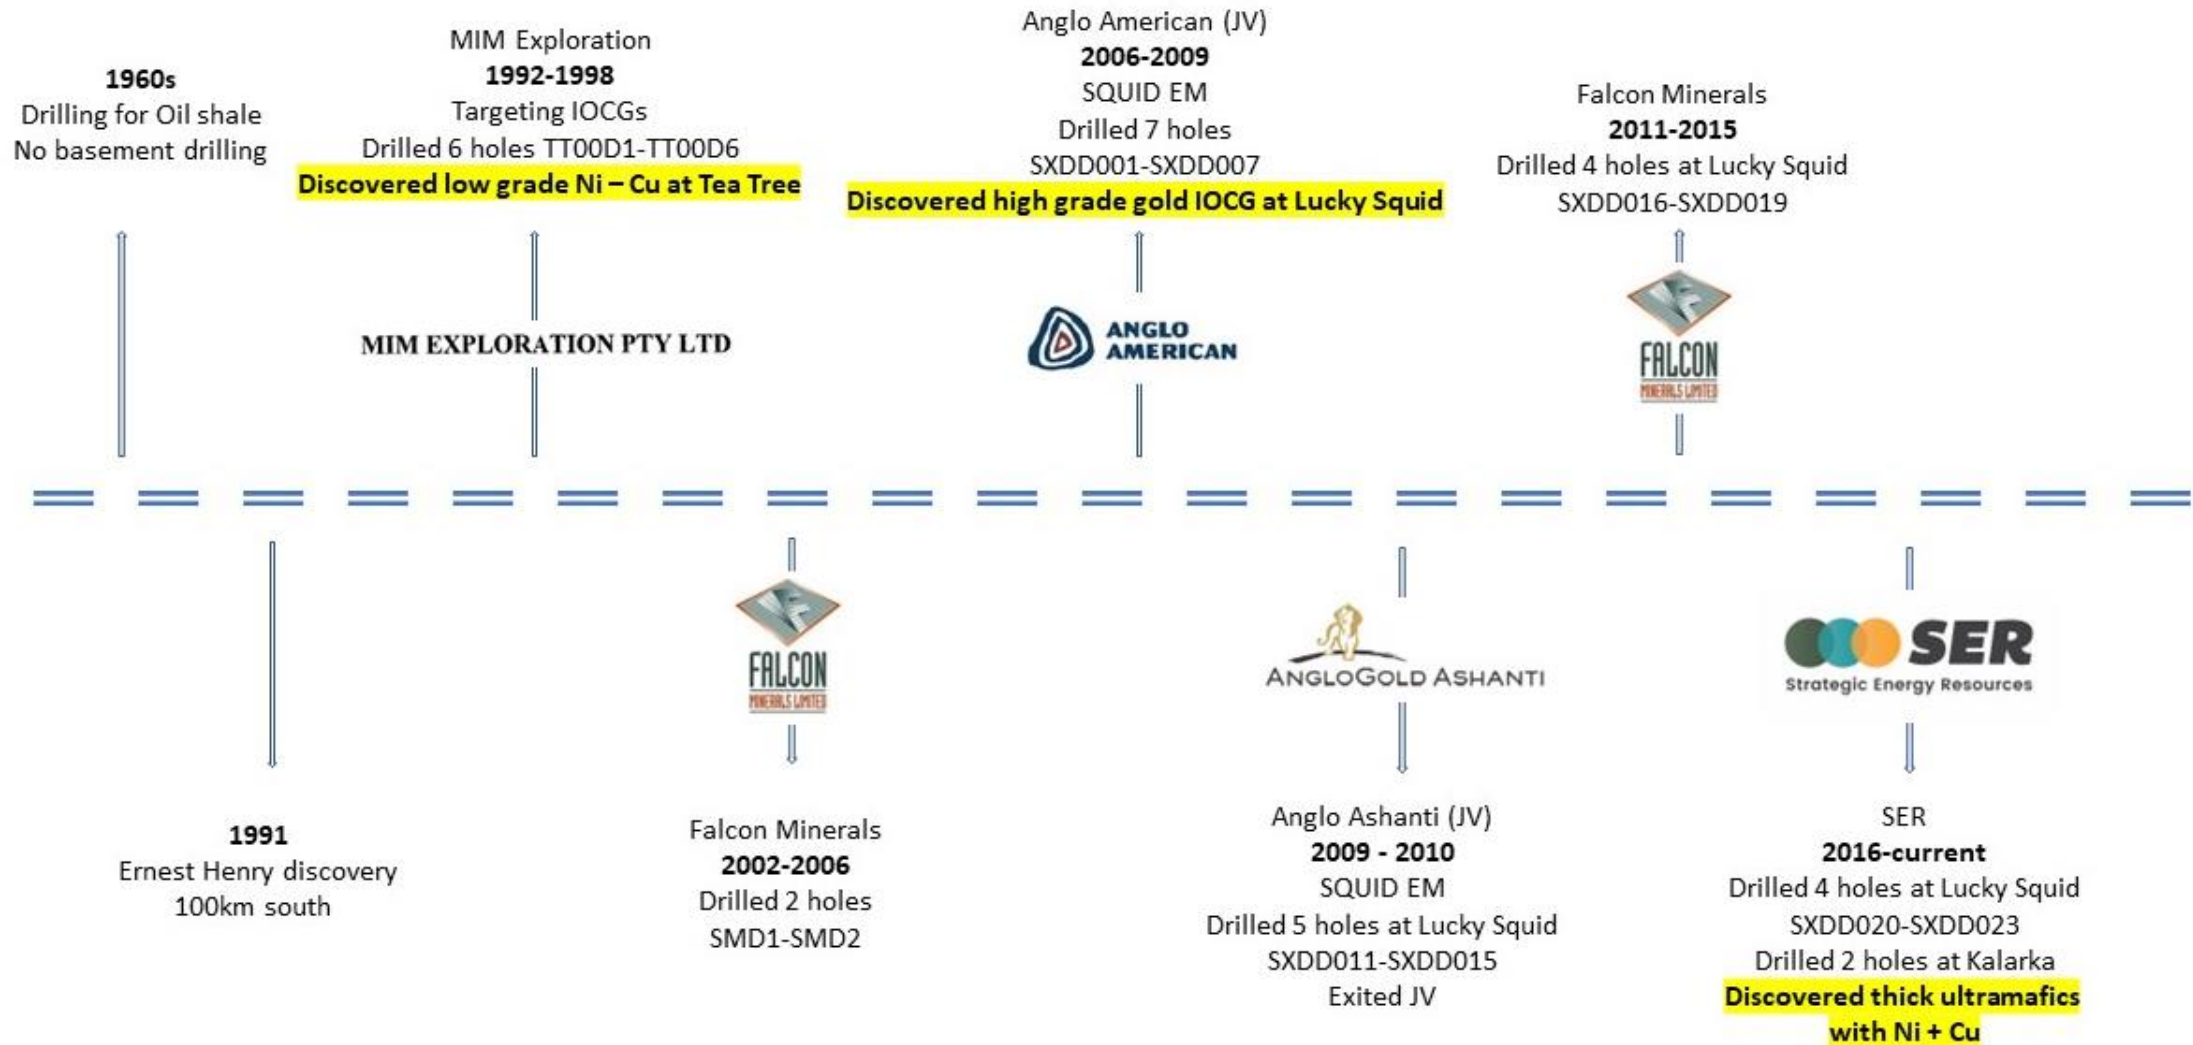 1960s
Drilling for Oil shale
No basement drilling
MIM Exploration
1992-1998
Targeting IOCGs
Drilled 6 holes TT00D1-TT00D6
Discovered low grade Ni – Cu at Tea Tree
MIM EXPLORATION PTY LTD
Anglo American (JV)
2006-2009
SQUID EM
Drilled 7 holes
SXDD001-SXDD007
Discovered high grade gold IOCG at Lucky Squid
ANGLO
AMERICAN
Falcon Minerals
2011-2015
Drilled 4 holes at Lucky Squid
SXDD016-SXDD019
FALCON
MINERALS LIMITED
1991
Ernest Henry discovery
100km south
FALCON
MINERALS LIMITED
Falcon Minerals
2002-2006
Drilled 2 holes
SMD1-SMD2
ANGLOGOLD ASHANTI
Anglo Ashanti (JV)
2009 - 2010
SQUID EM
Drilled 5 holes at Lucky Squid
SXDD011-SXDD015
Exited JV
SER
Strategic Energy Resources
SER
2016-current
Drilled 4 holes at Lucky Squid
SXDD020-SXDD023
Drilled 2 holes at Kalarka
Discovered thick ultramafics
with Ni + Cu